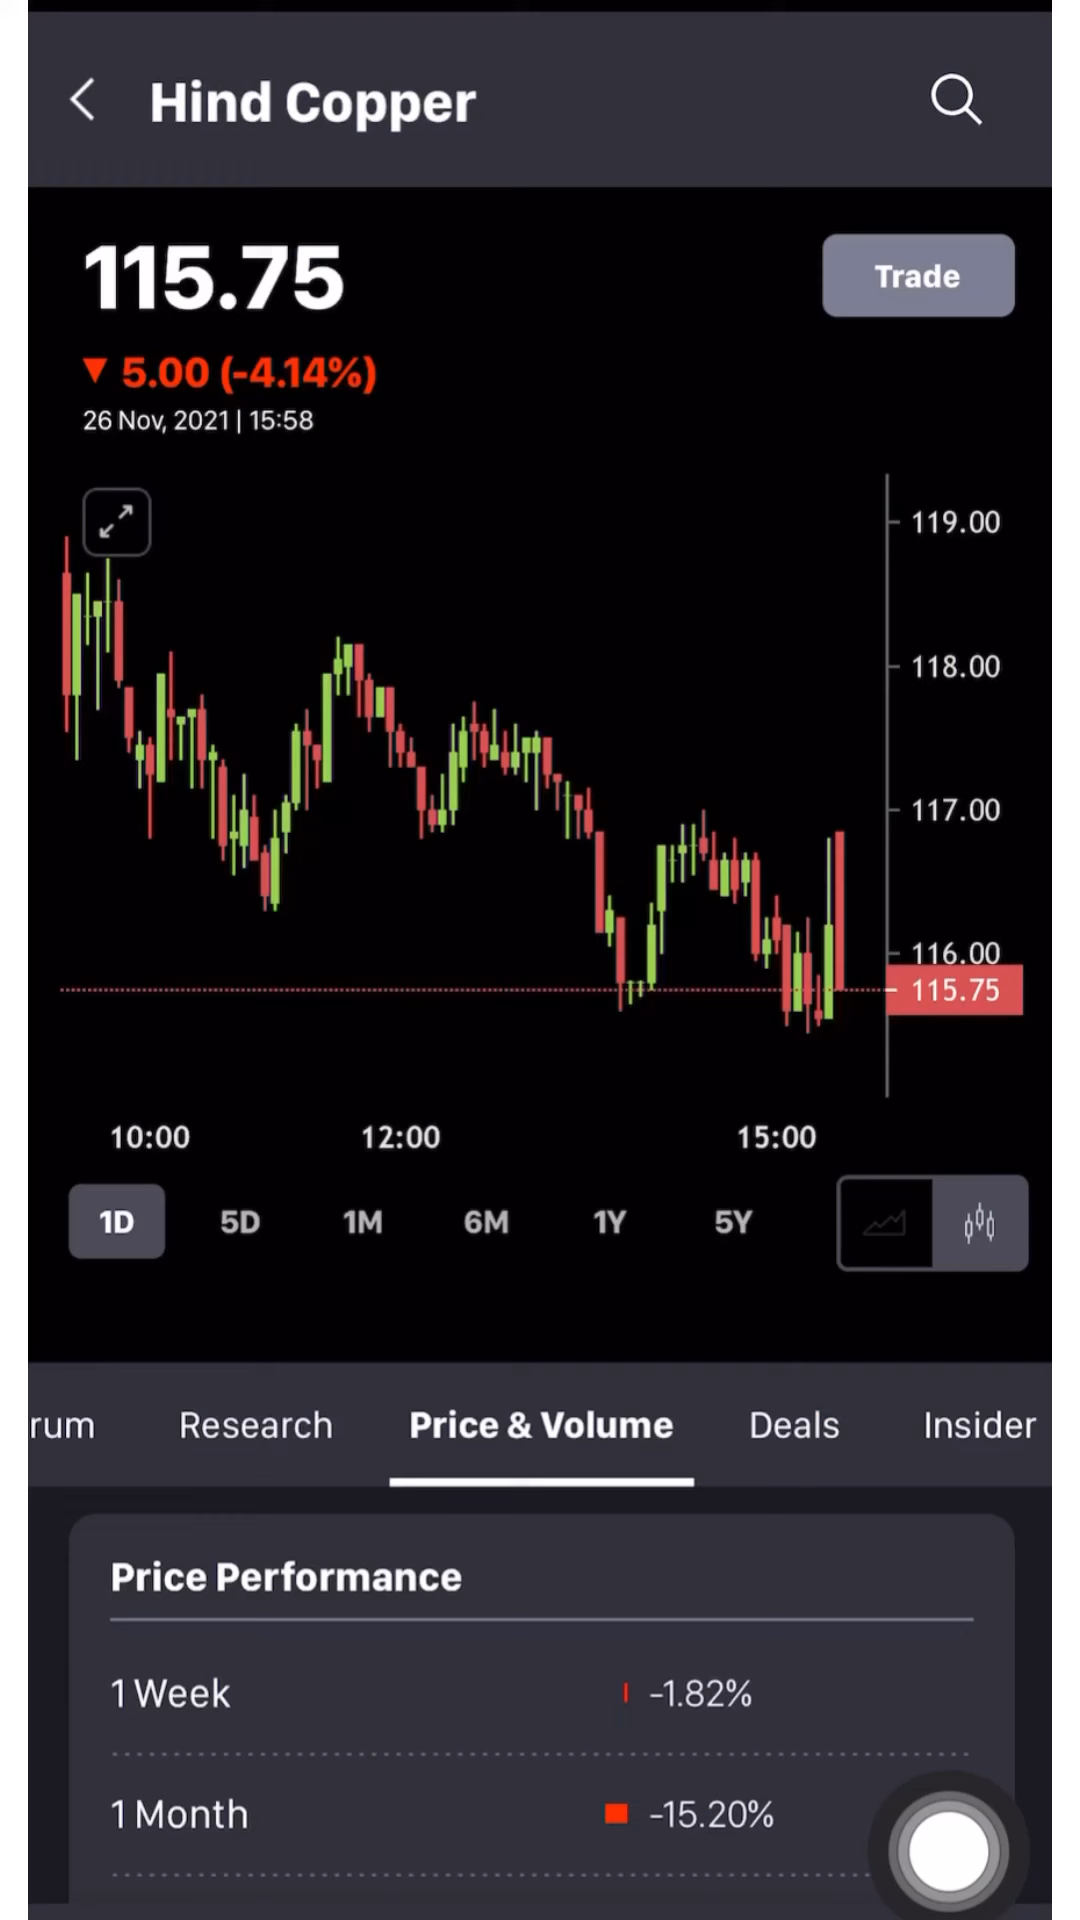 Hind Copper
115.75
Trade
▼ 5.00 (-4.14%)
26 Nov, 2021 | 15:58
119.00
118.00
117.00
116.00
115.75
10:00 12:00 15:00
1D 5D 1M 6M 1Y 5Y
rum Research Price & Volume Deals Insider
Price Performance
1 Week -1.82%
1 Month -15.20%